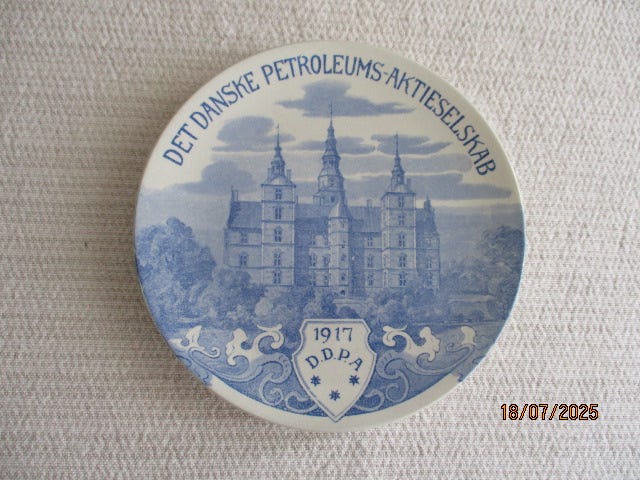 DET DANSKE PETROLEUMS-AKTIESELSKAB
1917
D.D.P.A
18/07/2025